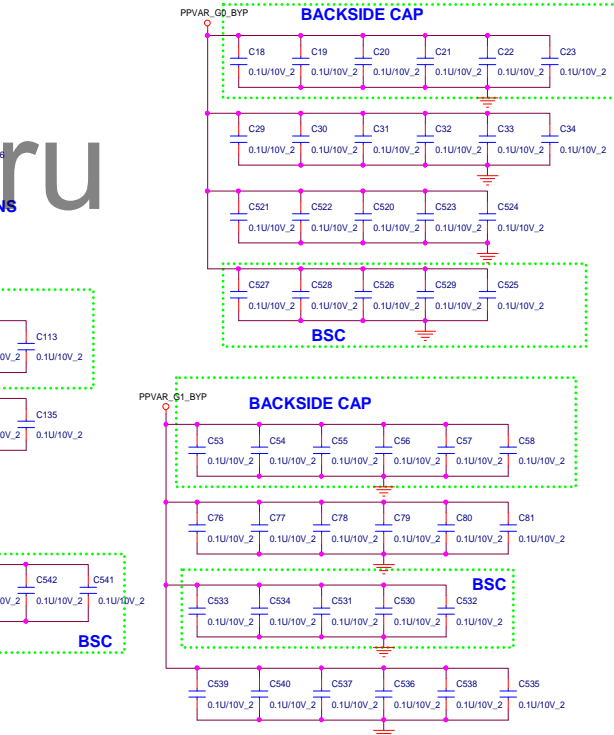 PPVAR_G0_BYP
BACKSIDE CAP
C18 C19 C20 C21 C22 C23
0.1U/10V_2 0.1U/10V_2 0.1U/10V_2 0.1U/10V_2 0.1U/10V_2 0.1U/10V_2
C29 C30 C31 C32 C33 C34
0.1U/10V_2 0.1U/10V_2 0.1U/10V_2 0.1U/10V_2 0.1U/10V_2 0.1U/10V_2
ru
C521 C522 C520 C523 C524
0.1U/10V_2 0.1U/10V_2 0.1U/10V_2 0.1U/10V_2 0.1U/10V_2
C527 C528 C526 C529 C525
0.1U/10V_2 0.1U/10V_2 0.1U/10V_2 0.1U/10V_2 0.1U/10V_2
BSC
C113
0V_2 0.1U/10V_2
C135
0V_2 0.1U/10V_2
C542 C541
0V_2 0.1U/10V_2 0.1U/10V_2
BSC
PPVAR_G1_BYP
BACKSIDE CAP
C53 C54 C55 C56 C57 C58
0.1U/10V_2 0.1U/10V_2 0.1U/10V_2 0.1U/10V_2 0.1U/10V_2 0.1U/10V_2
C76 C77 C78 C79 C80 C81
0.1U/10V_2 0.1U/10V_2 0.1U/10V_2 0.1U/10V_2 0.1U/10V_2 0.1U/10V_2
BSC
C533 C534 C531 C530 C532
0.1U/10V_2 0.1U/10V_2 0.1U/10V_2 0.1U/10V_2 0.1U/10V_2
C539 C540 C537 C536 C538 C535
0.1U/10V_2 0.1U/10V_2 0.1U/10V_2 0.1U/10V_2 0.1U/10V_2 0.1U/10V_2